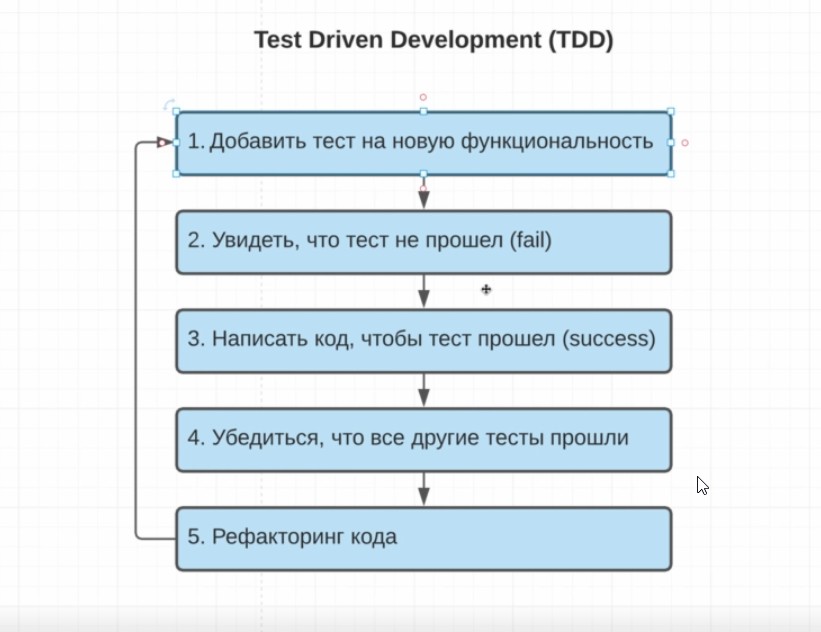 Test Driven Development (TDD)
1. Добавить тест на новую функциональность
2. Увидеть, что тест не прошел (fail)
3. Написать код, чтобы тест прошел (success)
4. Убедиться, что все другие тесты прошли
5. Рефакторинг кода